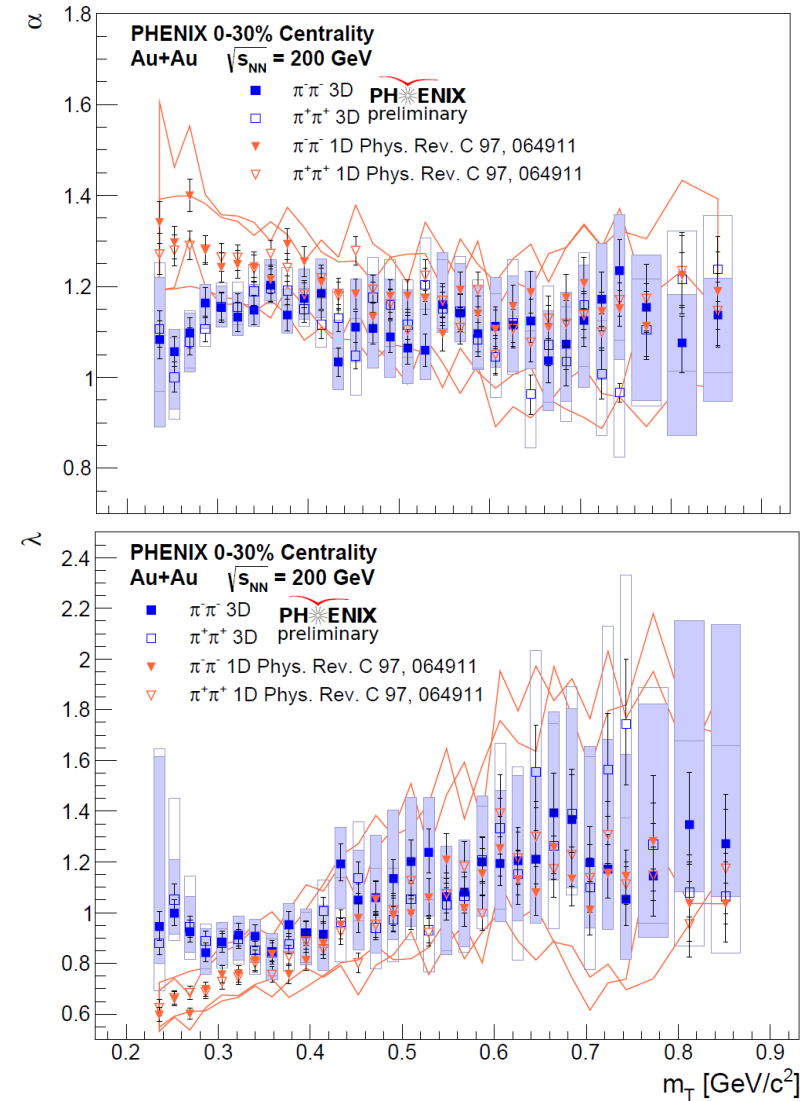 α
1.8
1.6
1.4
1.2
1
0.8
PHENIX 0-30% Centrality
Au+Au √sNN = 200 GeV
π-π- 3D
π+π+ 3D
π-π- 1D Phys. Rev. C 97, 064911
π+π+ 1D Phys. Rev. C 97, 064911
PHENIX
preliminary
λ
2.4
2.2
2
1.8
1.6
1.4
1.2
1
0.8
0.6
PHENIX 0-30% Centrality
Au+Au √sNN = 200 GeV
π-π- 3D
π+π+ 3D
π-π- 1D Phys. Rev. C 97, 064911
π+π+ 1D Phys. Rev. C 97, 064911
PHENIX
preliminary
0.2 0.3 0.4 0.5 0.6 0.7 0.8 0.9
mT [GeV/c²]